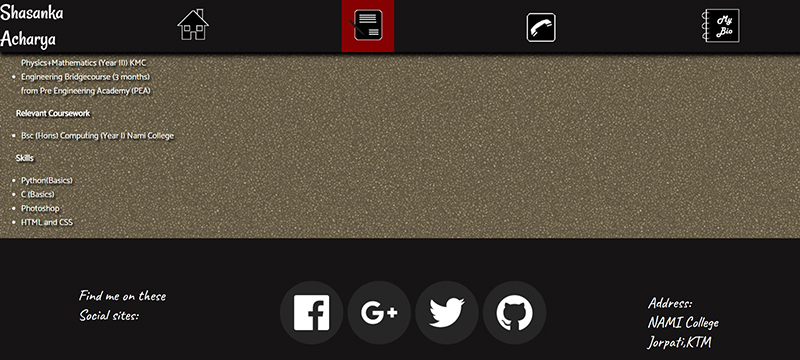 Shasanka
Acharya
My
Bio
Physics+Mathematics (Year III) KMC
Engineering Bridgecourse (3 months)
from Pre Engineering Academy (PEA)
Relevant Coursework
Bsc (Hons) Computing (Year I) Nami College
Skills
Python(Basics)
C (Basics)
Photoshop
HTML and CSS
Find me on these
Social sites:
G+
Address:
NAMI College
Jorpati,KTM